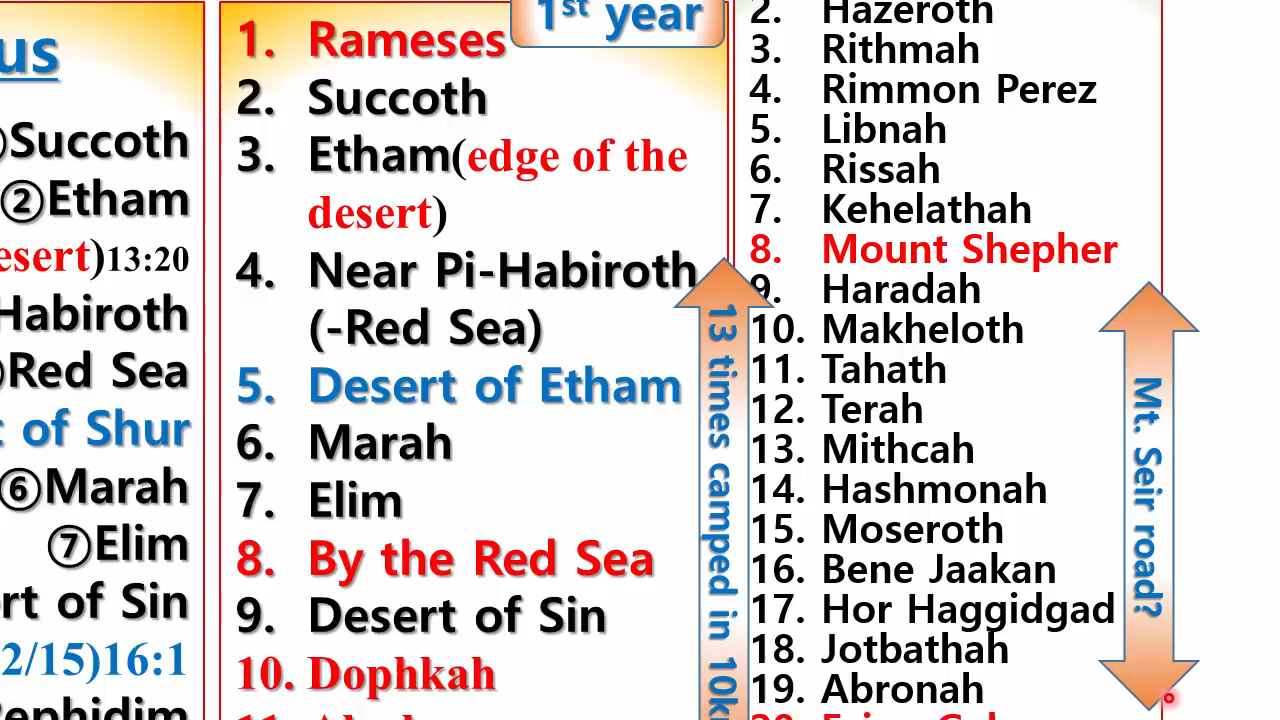 us
Succoth
②Etham
esert)13:20
Habiroth
Red Sea
of Shur
⑥Marah
⑦Elim
rt of Sin
2/15)16:1
ephidim
1st year
1. Rameses
2. Succoth
3. Etham(edge of the
desert)
4. Near Pi-Habiroth
(-Red Sea)
5. Desert of Etham
6. Marah
7. Elim
8. By the Red Sea
9. Desert of Sin
10. Dophkah
13 times camped in 10k
2. Hazeroth
3. Rithmah
4. Rimmon Perez
5. Libnah
6. Rissah
7. Kehelathah
8. Mount Shepher
9. Haradah
10. Makheloth
11. Tahath
12. Terah
13. Mithcah
14. Hashmonah
15. Moseroth
16. Bene Jaakan
17. Hor Haggidgad
18. Jotbathah
19. Abronah
Mt. Seir road?